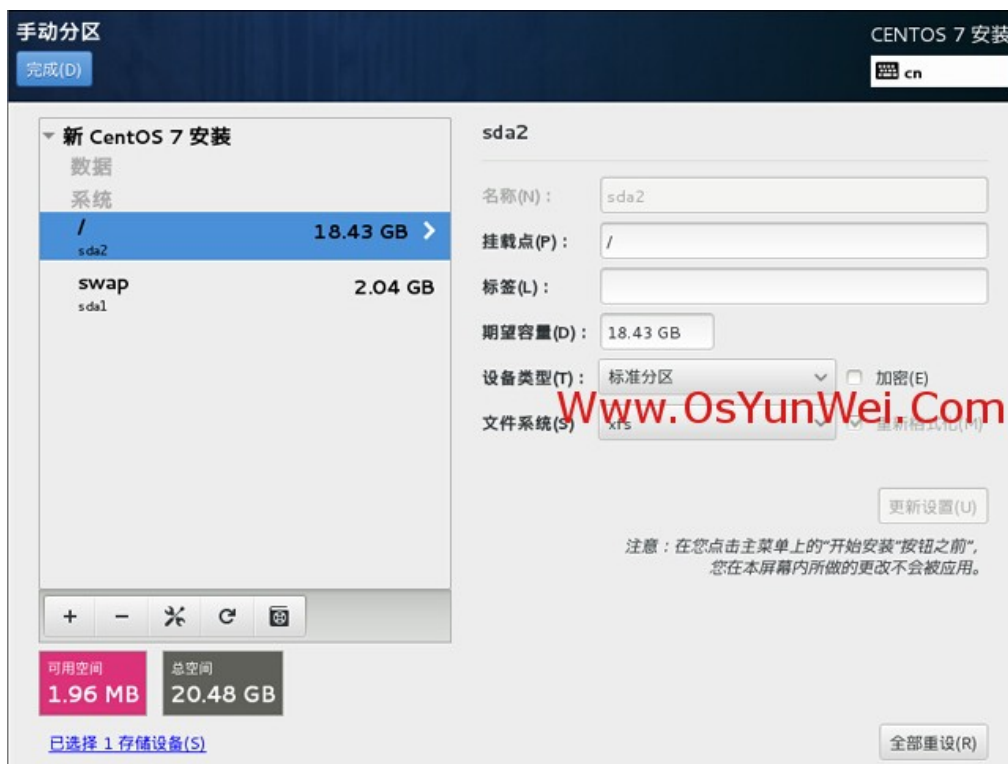 手动分区
CENTOS 7 安装
完成(D)
cn
新 CentOS 7 安装
数据
系统
/
18.43 GB
sda2
swap
2.04 GB
sda1
sda2
名称(N)：
sda2
挂载点(P)：
/
标签(L)：
期望容量(D)：
18.43 GB
设备类型(T)：
标准分区
加密(E)
Www.OsYunWei.Com
文件系统(S)
xfs
重新格式化(M)
更新设置(U)
注意：在您点击主菜单上的"开始安装"按钮之前",
您在本屏幕内所做的更改不会被应用。
+ −
可用空间
1.96 MB
总空间
20.48 GB
已选择 1 存储设备(S)
全部重设(R)